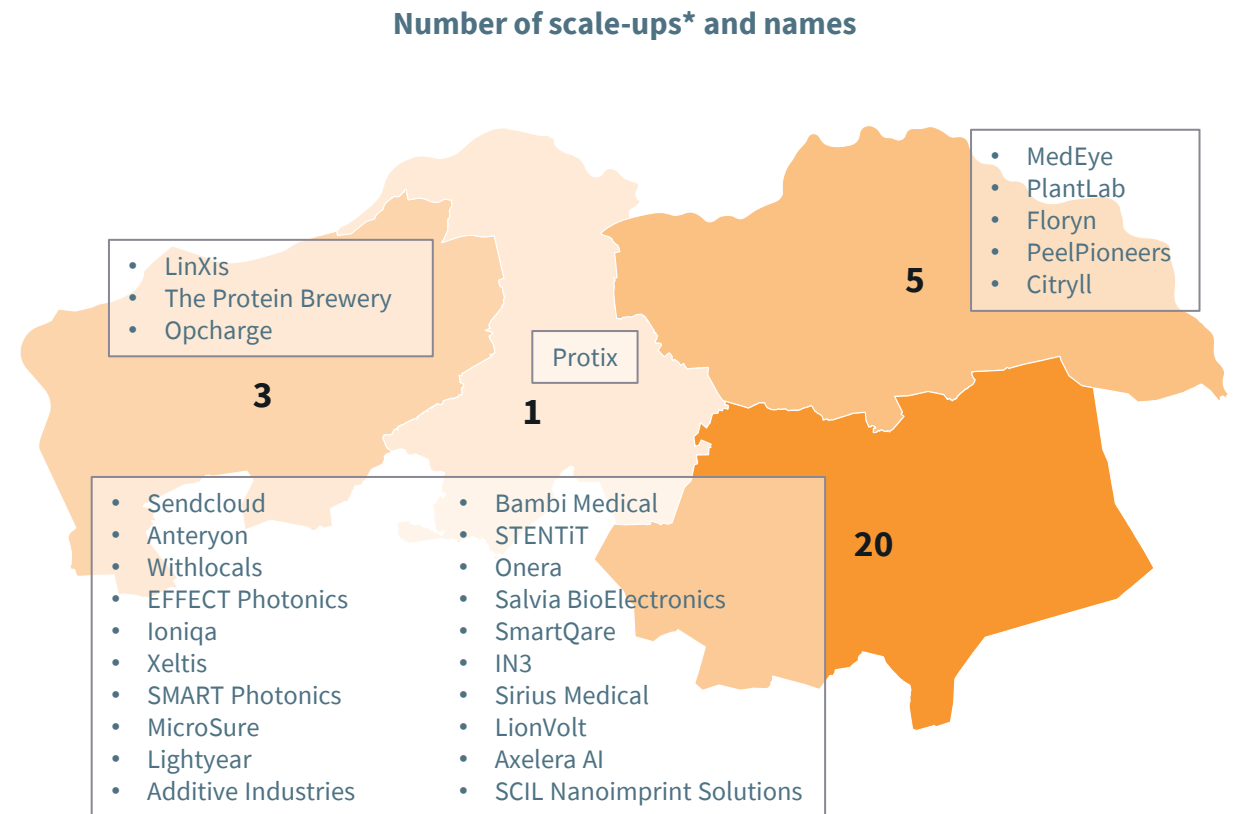 Number of scale-ups* and names
• MedEye
• PlantLab
• Floryn
• PeelPioneers
• Citryll
5
• LinXis
• The Protein Brewery
• Opcharge
3
Protix
1
20
• Sendcloud
• Anteryon
• Withlocals
• EFFECT Photonics
• Ioniqa
• Xeltis
• SMART Photonics
• MicroSure
• Lightyear
• Additive Industries
• Bambi Medical
• STENTiT
• Onera
• Salvia BioElectronics
• SmartQare
• IN3
• Sirius Medical
• LionVolt
• Axelera AI
• SCIL Nanoimprint Solutions